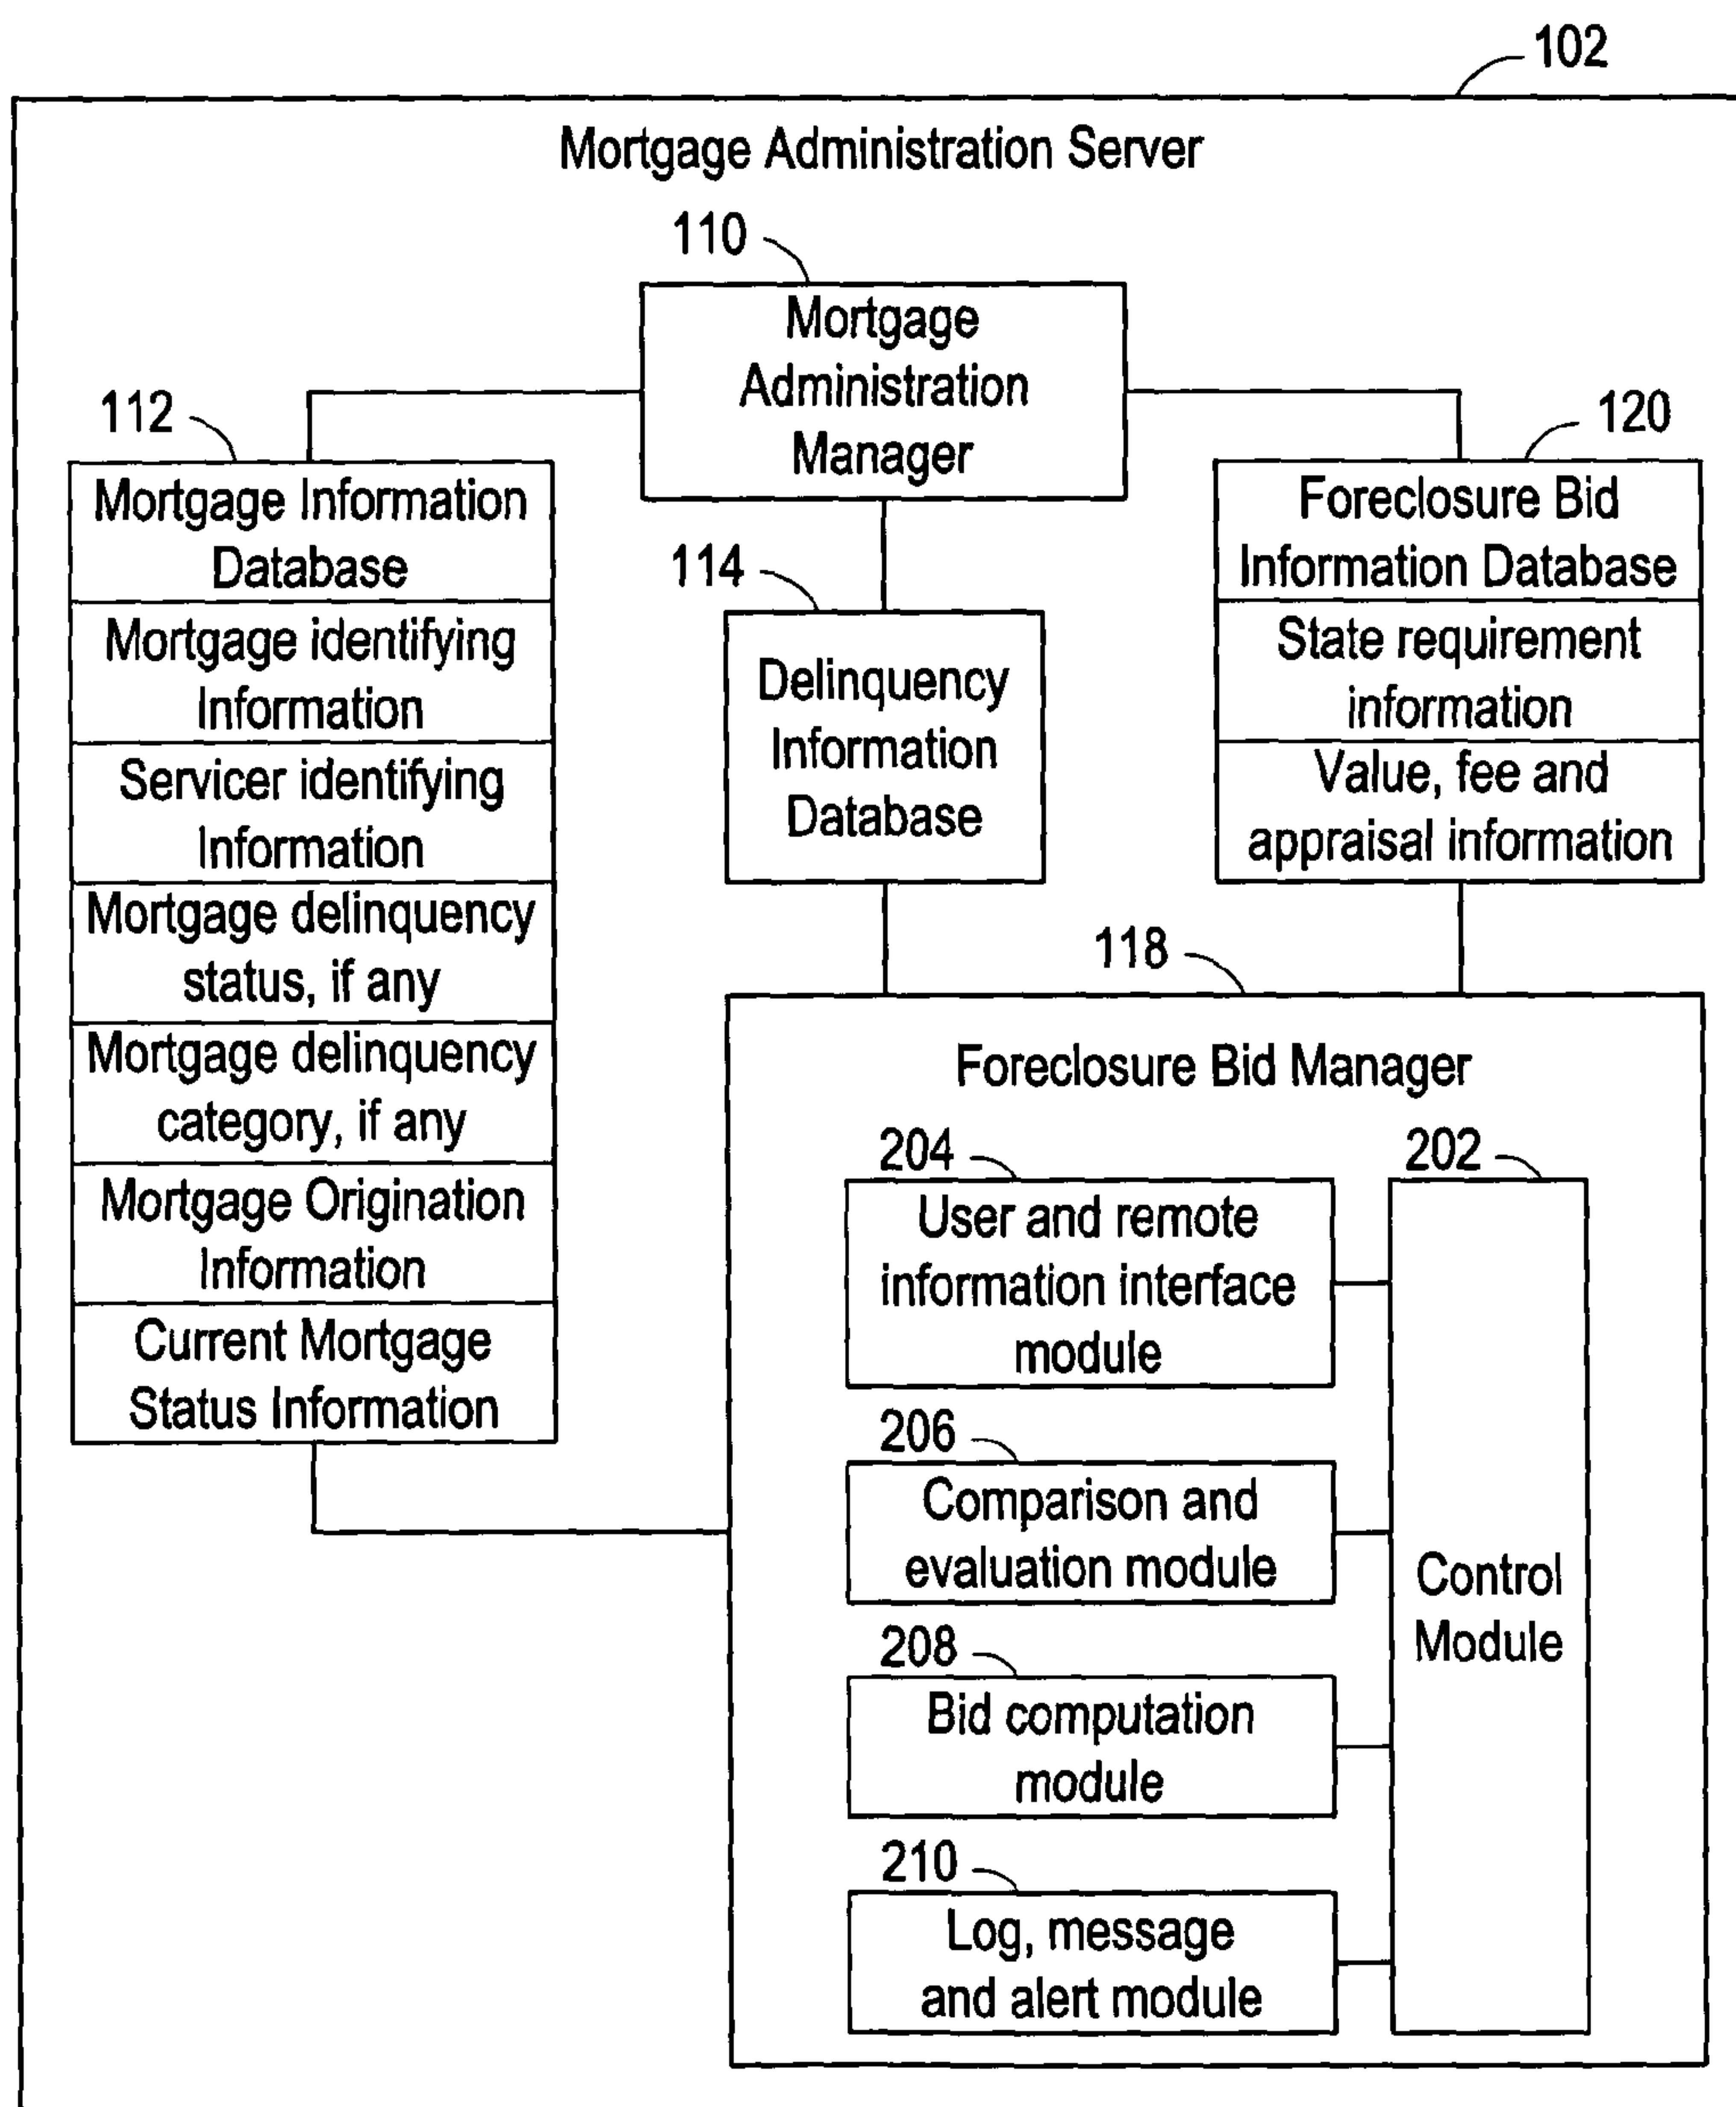 102
Mortgage Administration Server
110
Mortgage
Administration
Manager
112
Mortgage Information
Database
Mortgage identifying
Information
Servicer identifying
Information
Mortgage delinquency
status, if any
Mortgage delinquency
category, if any
Mortgage Origination
Information
Current Mortgage
Status Information
114
Delinquency
Information
Database
120
Foreclosure Bid
Information Database
State requirement
information
Value, fee and
appraisal information
118
Foreclosure Bid Manager
204
User and remote
information interface
module
206
Comparison and
evaluation module
208
Bid computation
module
210
Log, message
and alert module
202
Control
Module